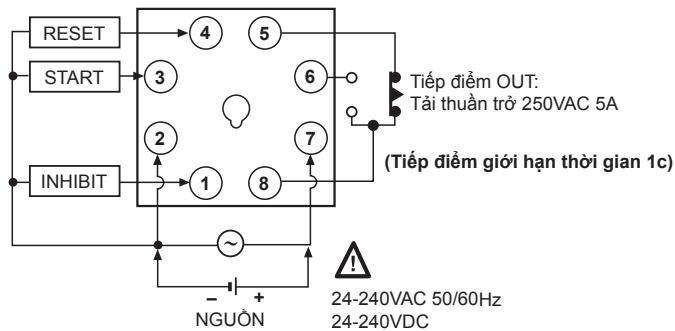 RESET
4
5
START
3
6
Tiếp điểm OUT:
Tải thuần trở 250VAC 5A
2
7
(Tiếp điểm giới hạn thời gian 1c)
INHIBIT
1
8
~
!
− +
24-240VAC 50/60Hz
NGUỒN
24-240VDC